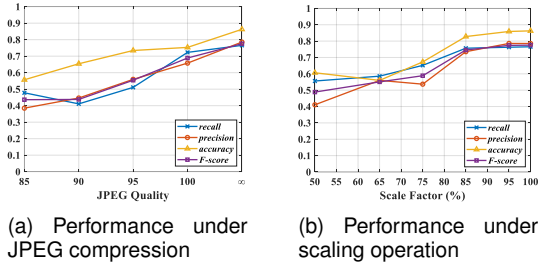 1
0.9
0.8
0.7
0.6
0.5
0.4
0.3
0.2
0.1
0
85 90 95 100 ∞
JPEG Quality
recall
precision
accuracy
F-score
1
0.9
0.8
0.7
0.6
0.5
0.4
0.3
0.2
0.1
0
50 55 60 65 70 75 80 85 90 95 100
Scale Factor (%)
recall
precision
accuracy
F-score
(a) Performance under
JPEG compression
(b) Performance under
scaling operation